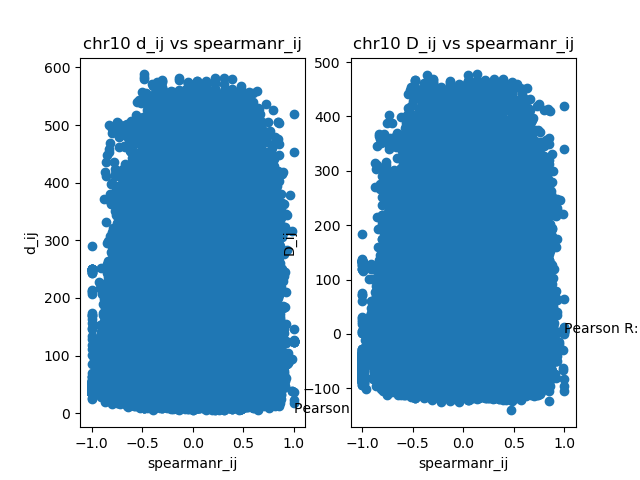 chr10 d_ij vs spearmanr_ij
600
500
400
300
200
100
0
d_ij
−1.0 −0.5 0.0 0.5 1.0
spearmanr_ij
Pearson
chr10 D_ij vs spearmanr_ij
500
400
300
200
100
0
−100
D_ij
−1.0 −0.5 0.0 0.5 1.0
spearmanr_ij
Pearson R: